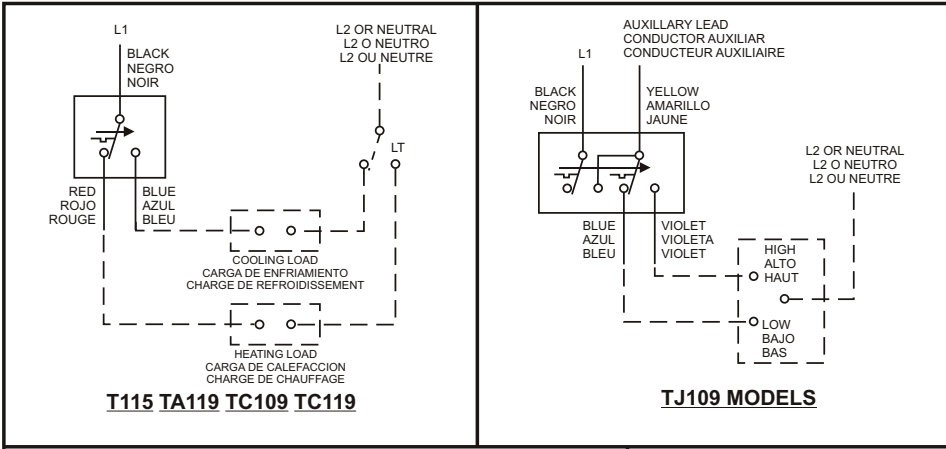 L1
BLACK
NEGRO
NOIR
L2 OR NEUTRAL
L2 O NEUTRO
L2 OU NEUTRE
LT
RED
ROJO
ROUGE
BLUE
AZUL
BLEU
COOLING LOAD
CARGA DE ENFRIAMIENTO
CHARGE DE REFROIDISSEMENT
HEATING LOAD
CARGA DE CALEFACCION
CHARGE DE CHAUFFAGE
T115 TA119 TC109 TC119
AUXILLARY LEAD
CONDUCTOR AUXILIAR
CONDUCTEUR AUXILIAIRE
L1
BLACK
NEGRO
NOIR
YELLOW
AMARILLO
JAUNE
L2 OR NEUTRAL
L2 O NEUTRO
L2 OU NEUTRE
BLUE
AZUL
BLEU
VIOLET
VIOLETA
VIOLET
HIGH
ALTO
HAUT
LOW
BAJO
BAS
TJ109 MODELS